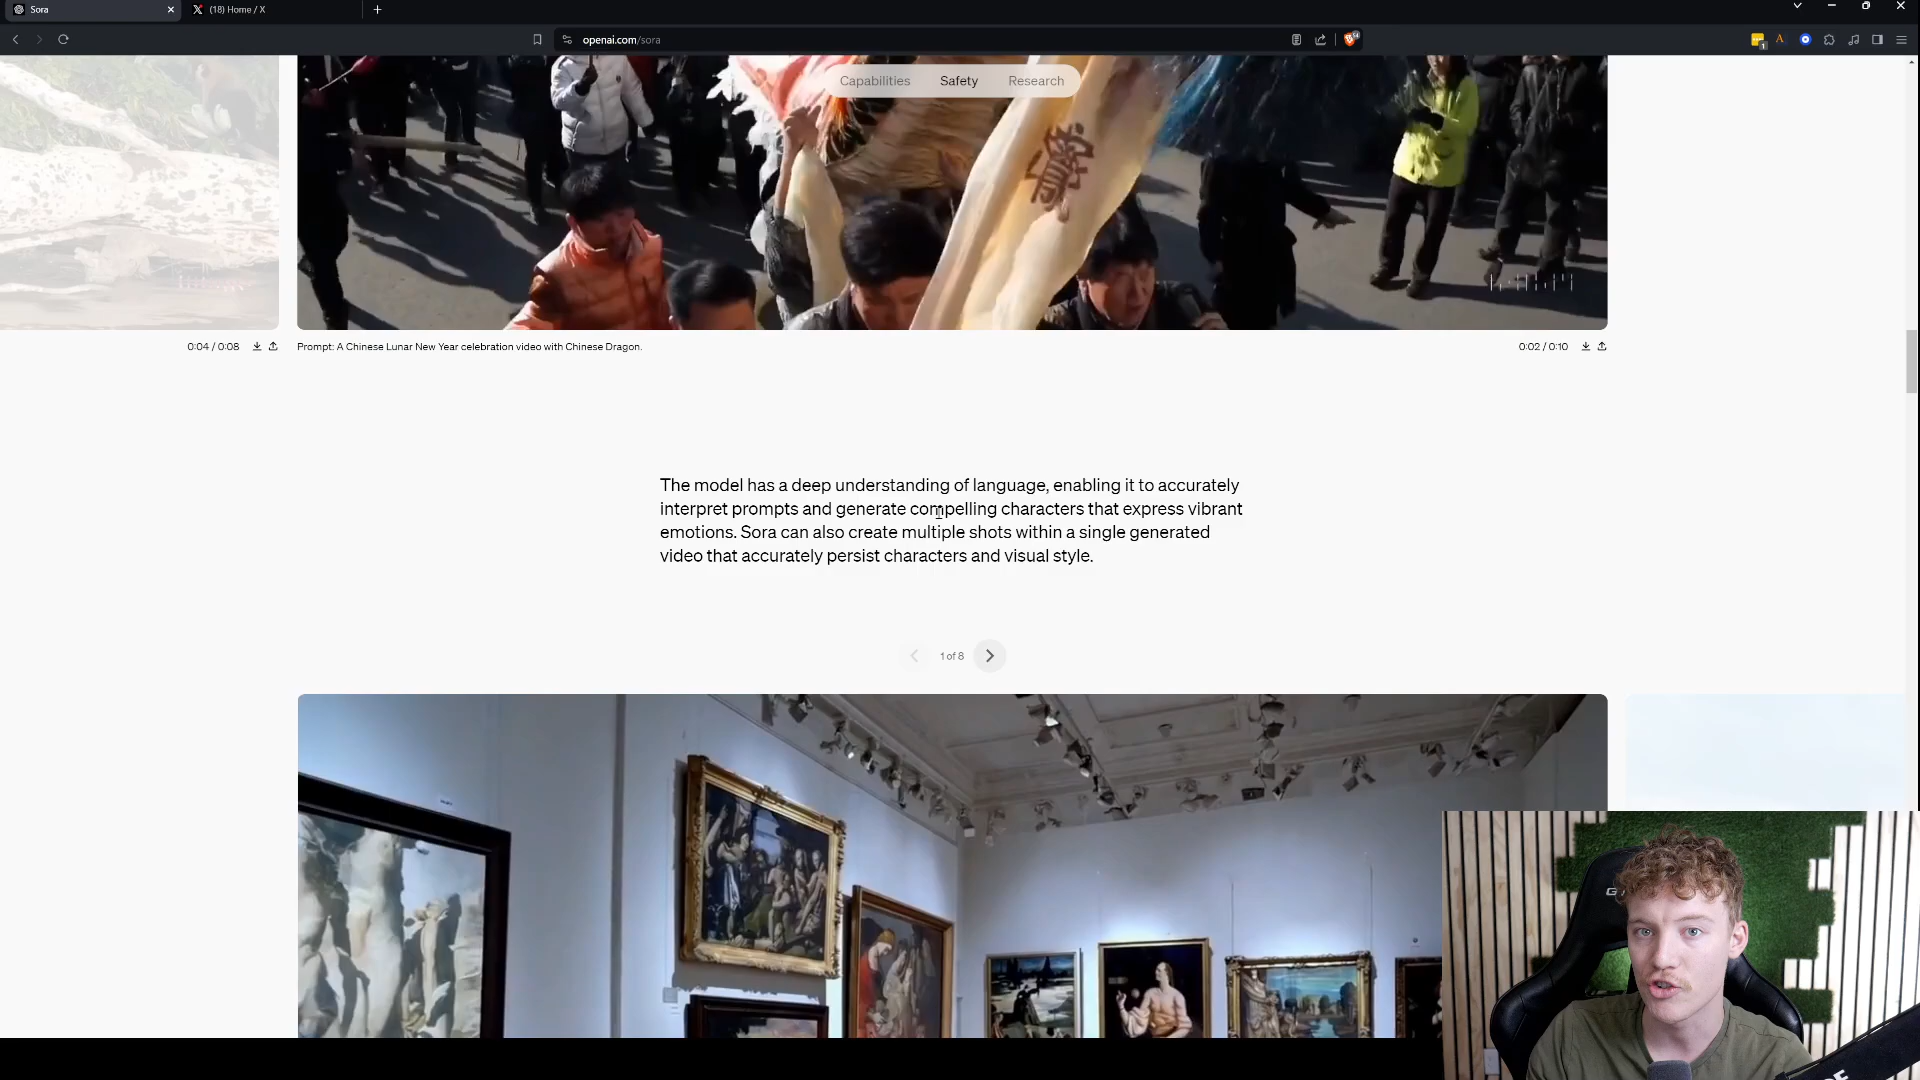 Sora
(18) Home / X
openai.com/sora
Capabilities
Safety
Research
0:04 / 0:08
Prompt: A Chinese Lunar New Year celebration video with Chinese Dragon.
0:02 / 0:10
The model has a deep understanding of language, enabling it to accurately
interpret prompts and generate compelling characters that express vibrant
emotions. Sora can also create multiple shots within a single generated
video that accurately persist characters and visual style.
1 of 8